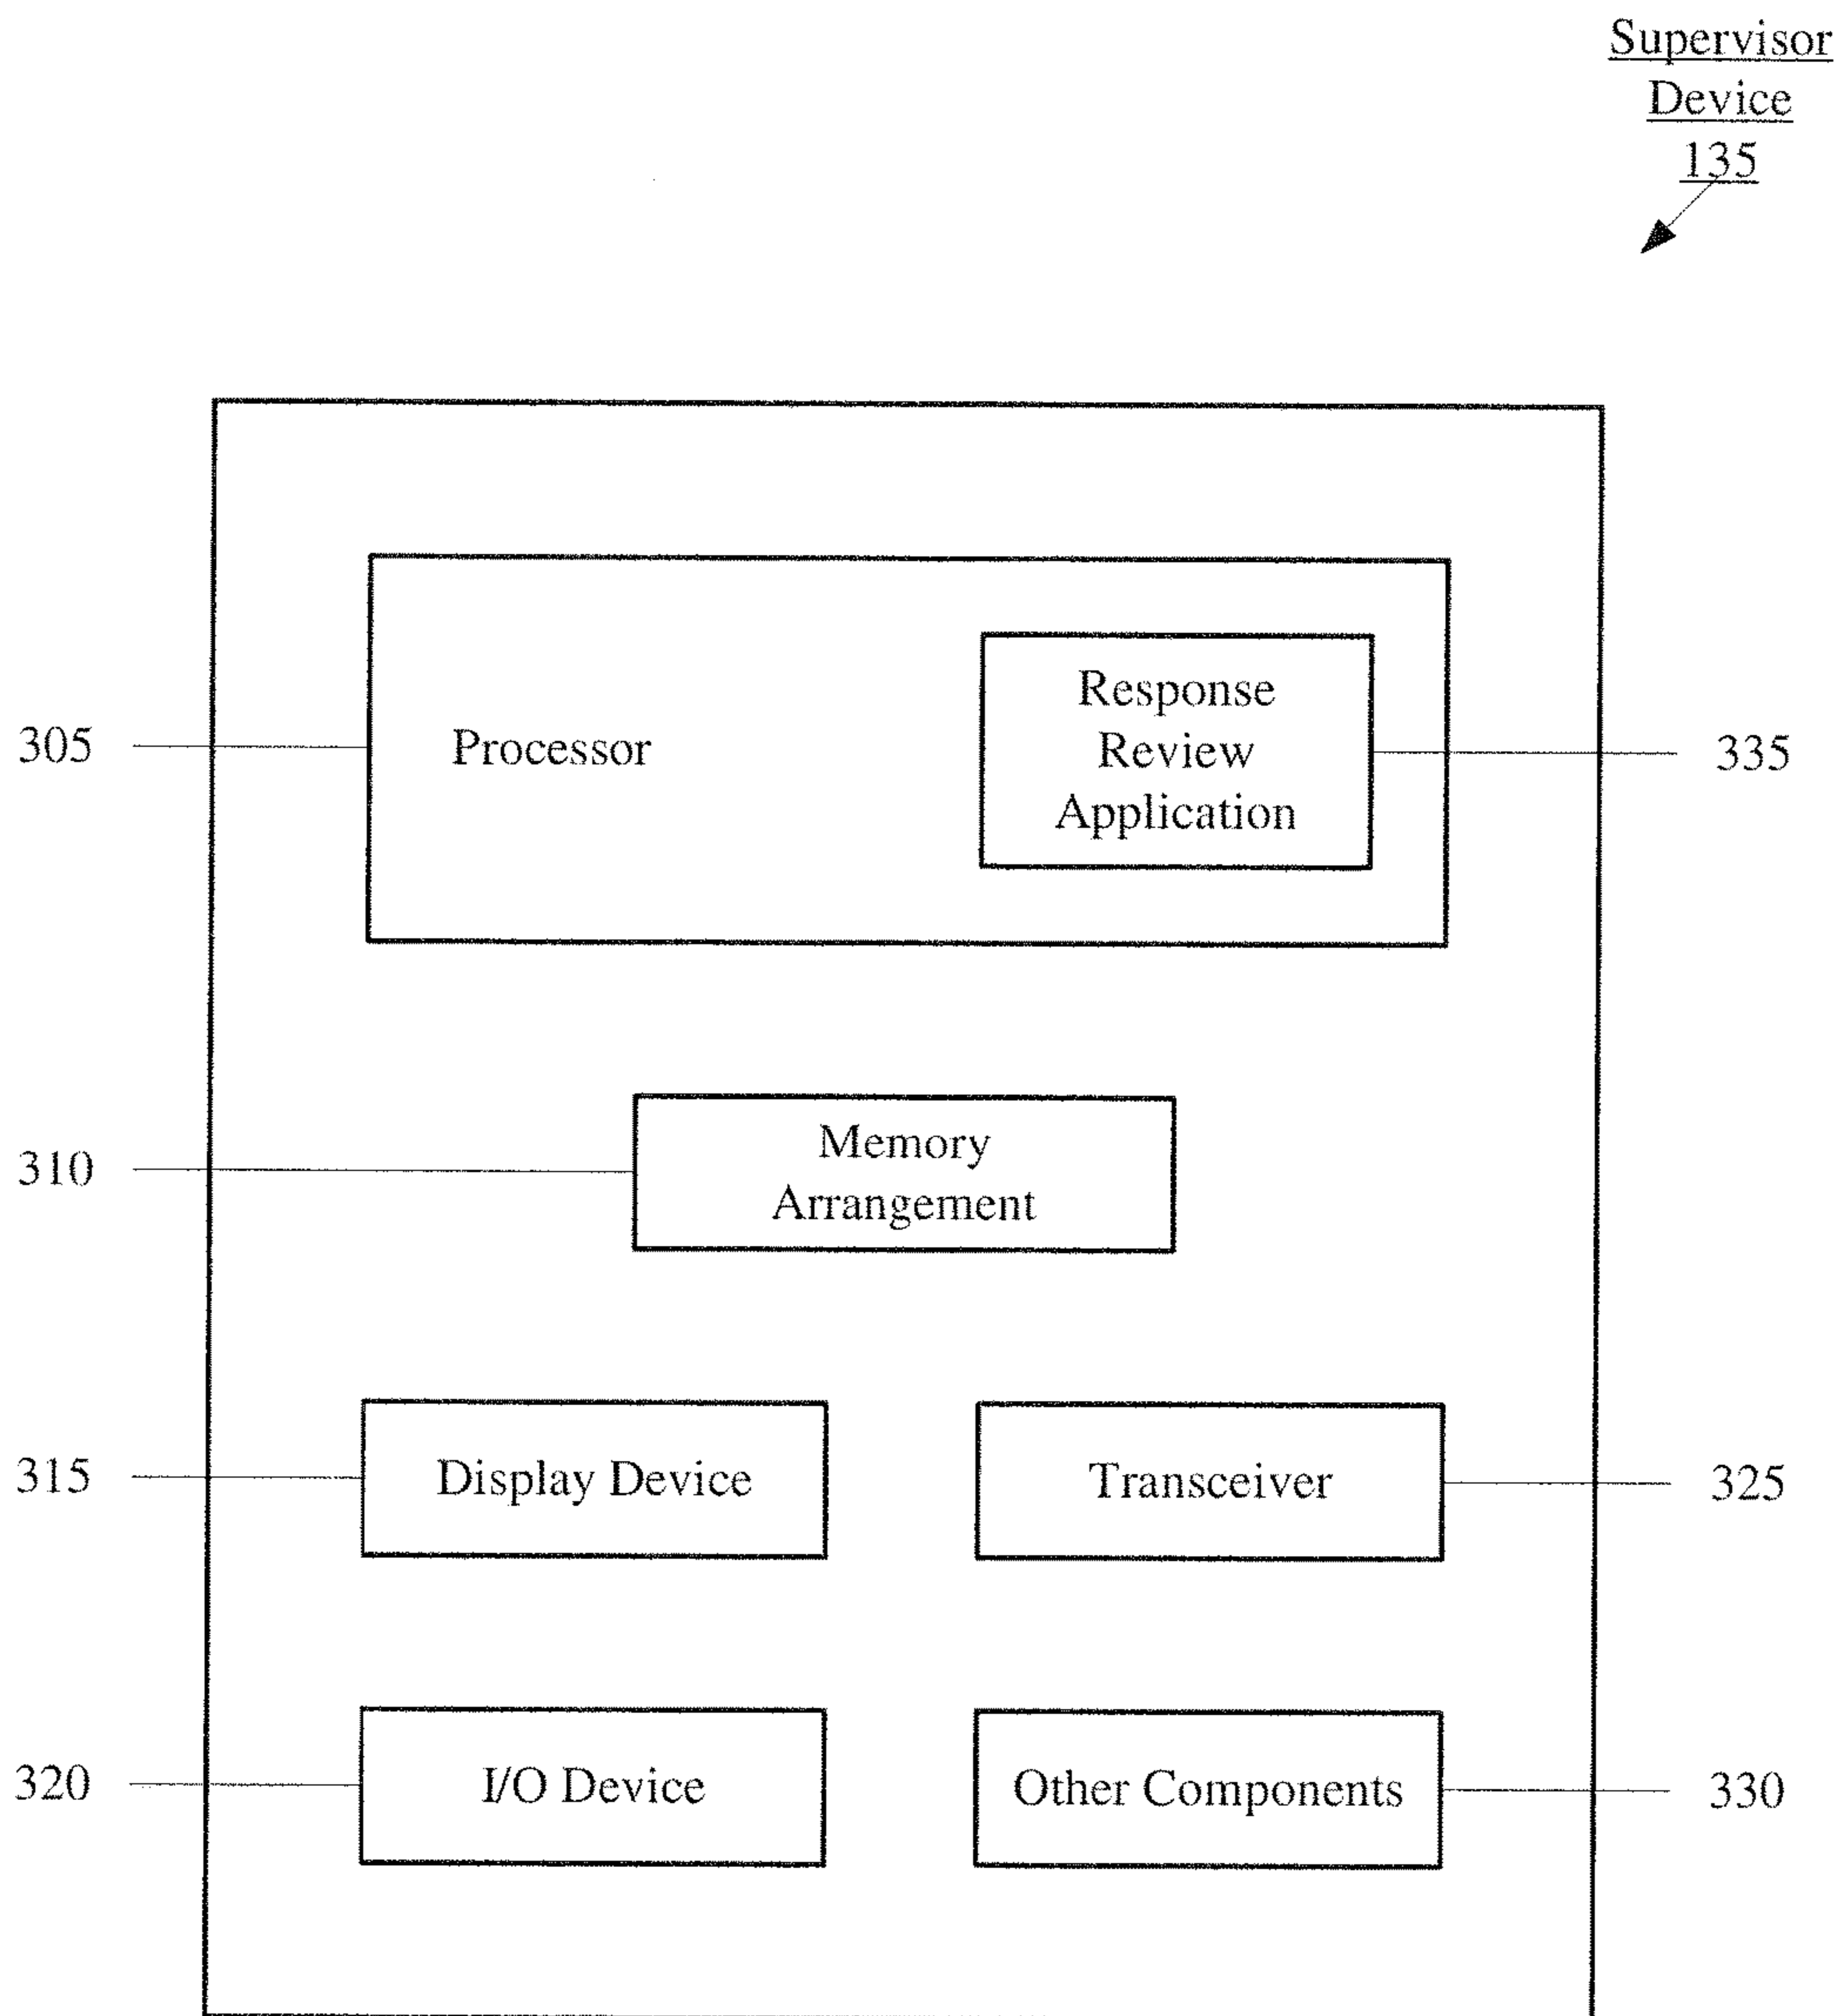 Supervisor
Device
135
305
Processor
Response
Review
Application
335
310
Memory
Arrangement
315
Display Device
Transceiver
325
320
I/O Device
Other Components
330